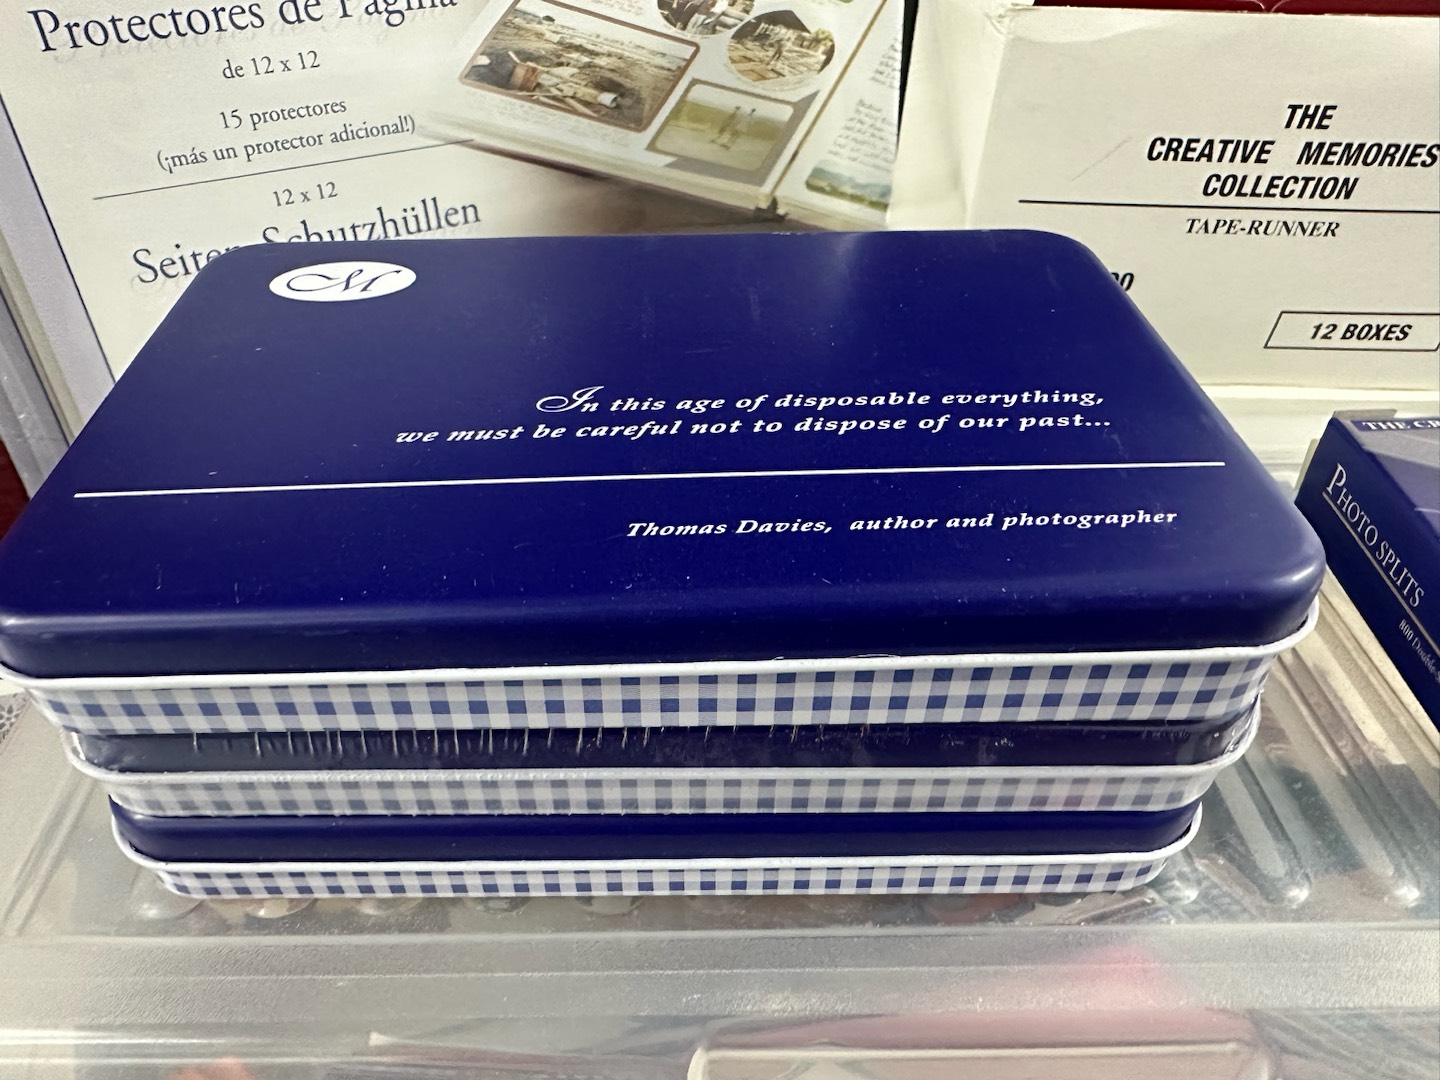 Protectores de Página
de 12 x 12
15 protectores
(¡más un protector adicional!)
12 x 12
Seiten Schutzhüllen
THE
CREATIVE MEMORIES
COLLECTION
TAPE-RUNNER
12 BOXES
M
In this age of disposable everything,
we must be careful not to dispose of our past...
Thomas Davies, author and photographer
PHOTO SPLITS